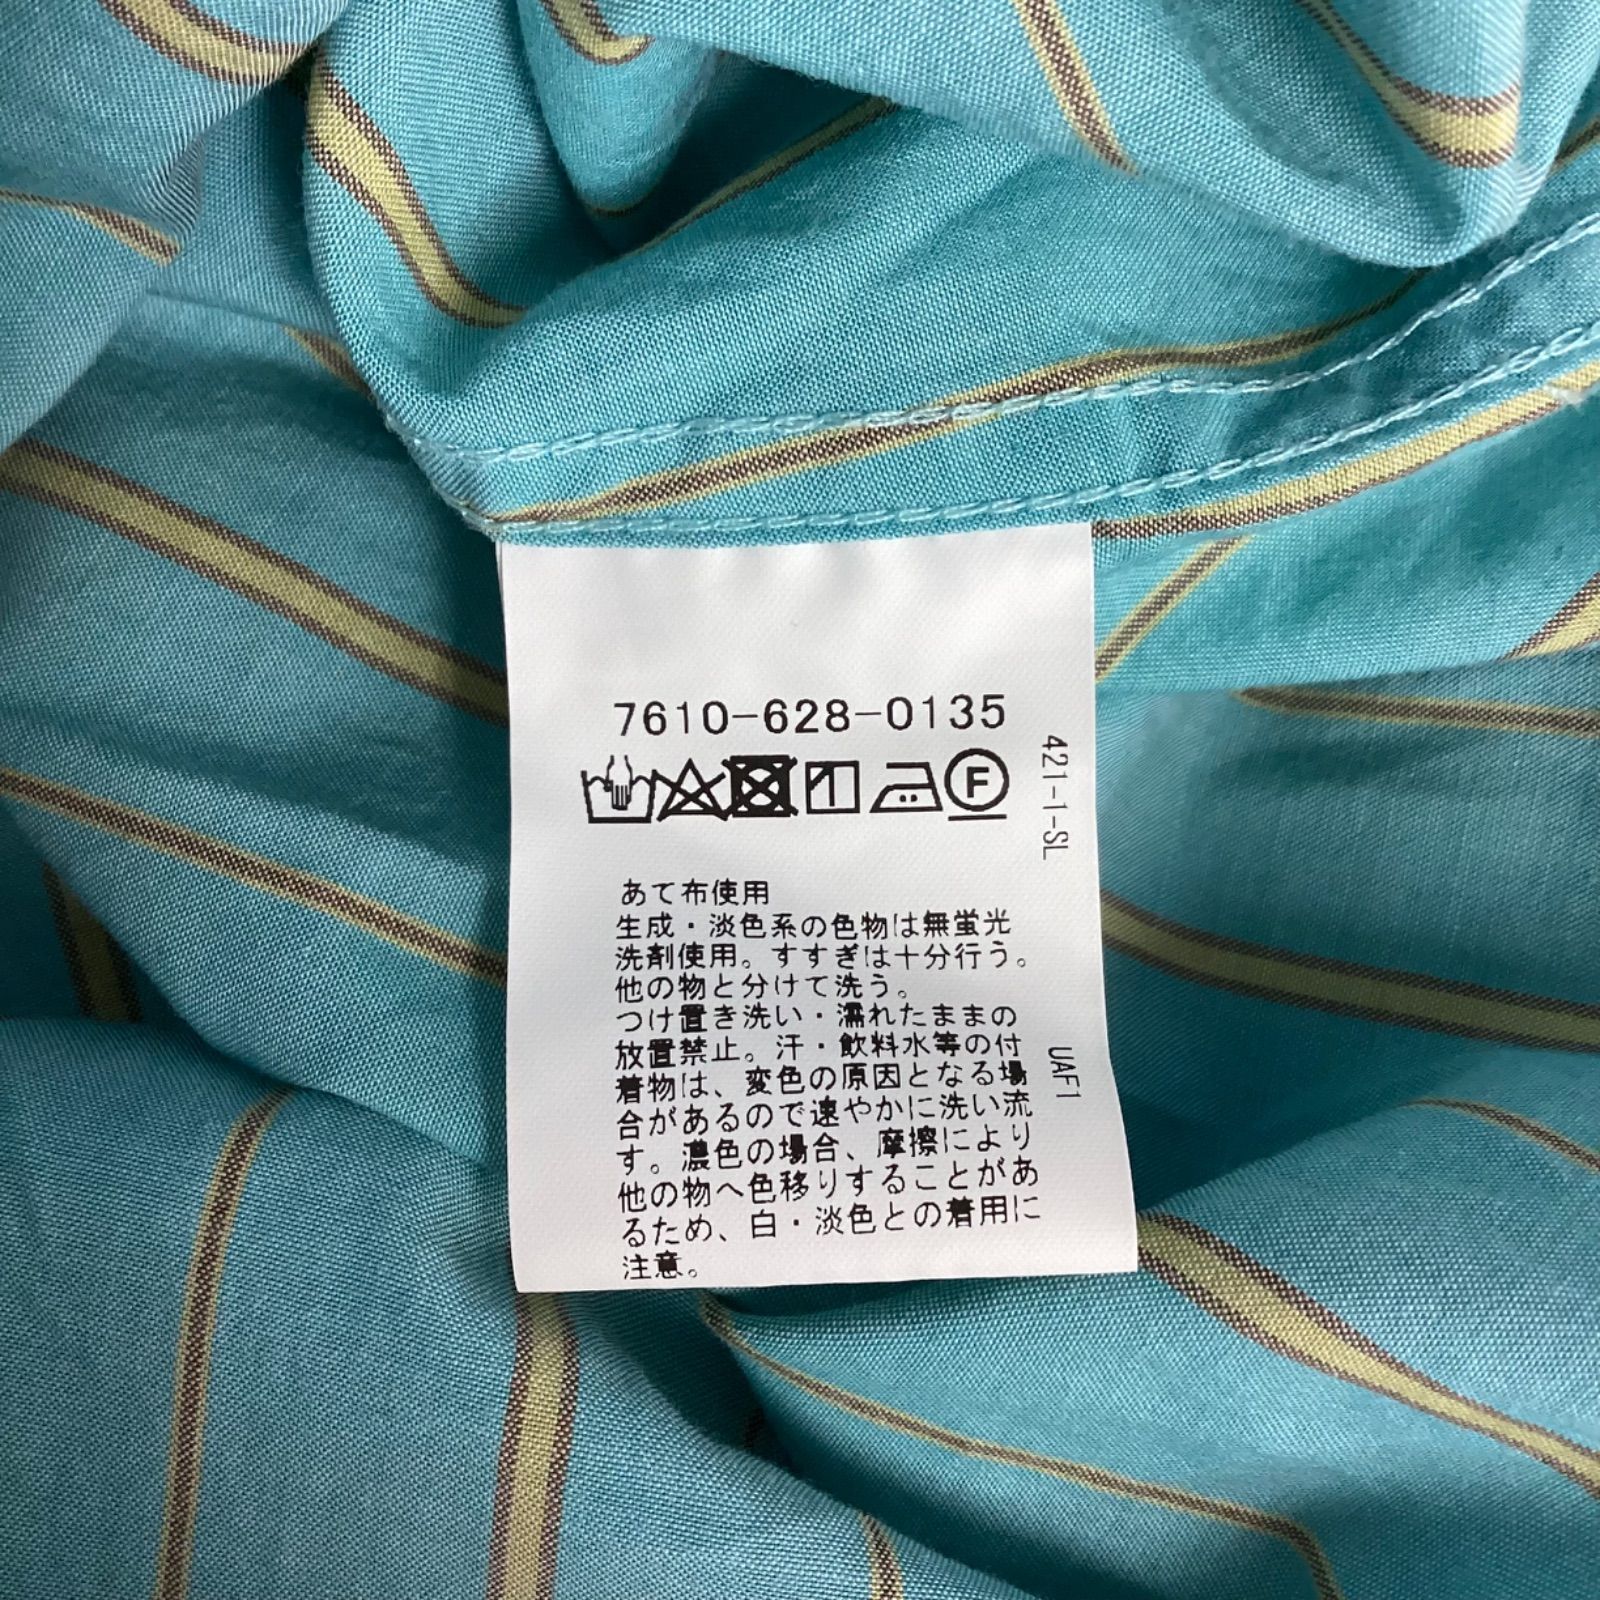 7610-628-0135
F
421-1-SL
あて布使用
生成・淡色系の色物は無蛍光
洗剤使用。すすぎは十分行う。
他の物と分けて洗う。
つけ置き洗い・濡れたままの
放置禁止。汗・飲料水等の付
着物は、変色の原因となる場
合があるので速やかに洗い流
す。濃色の場合、摩擦により
他の物へ色移りすることがあ
るため、白・淡色との着用に
注意。
UAF1